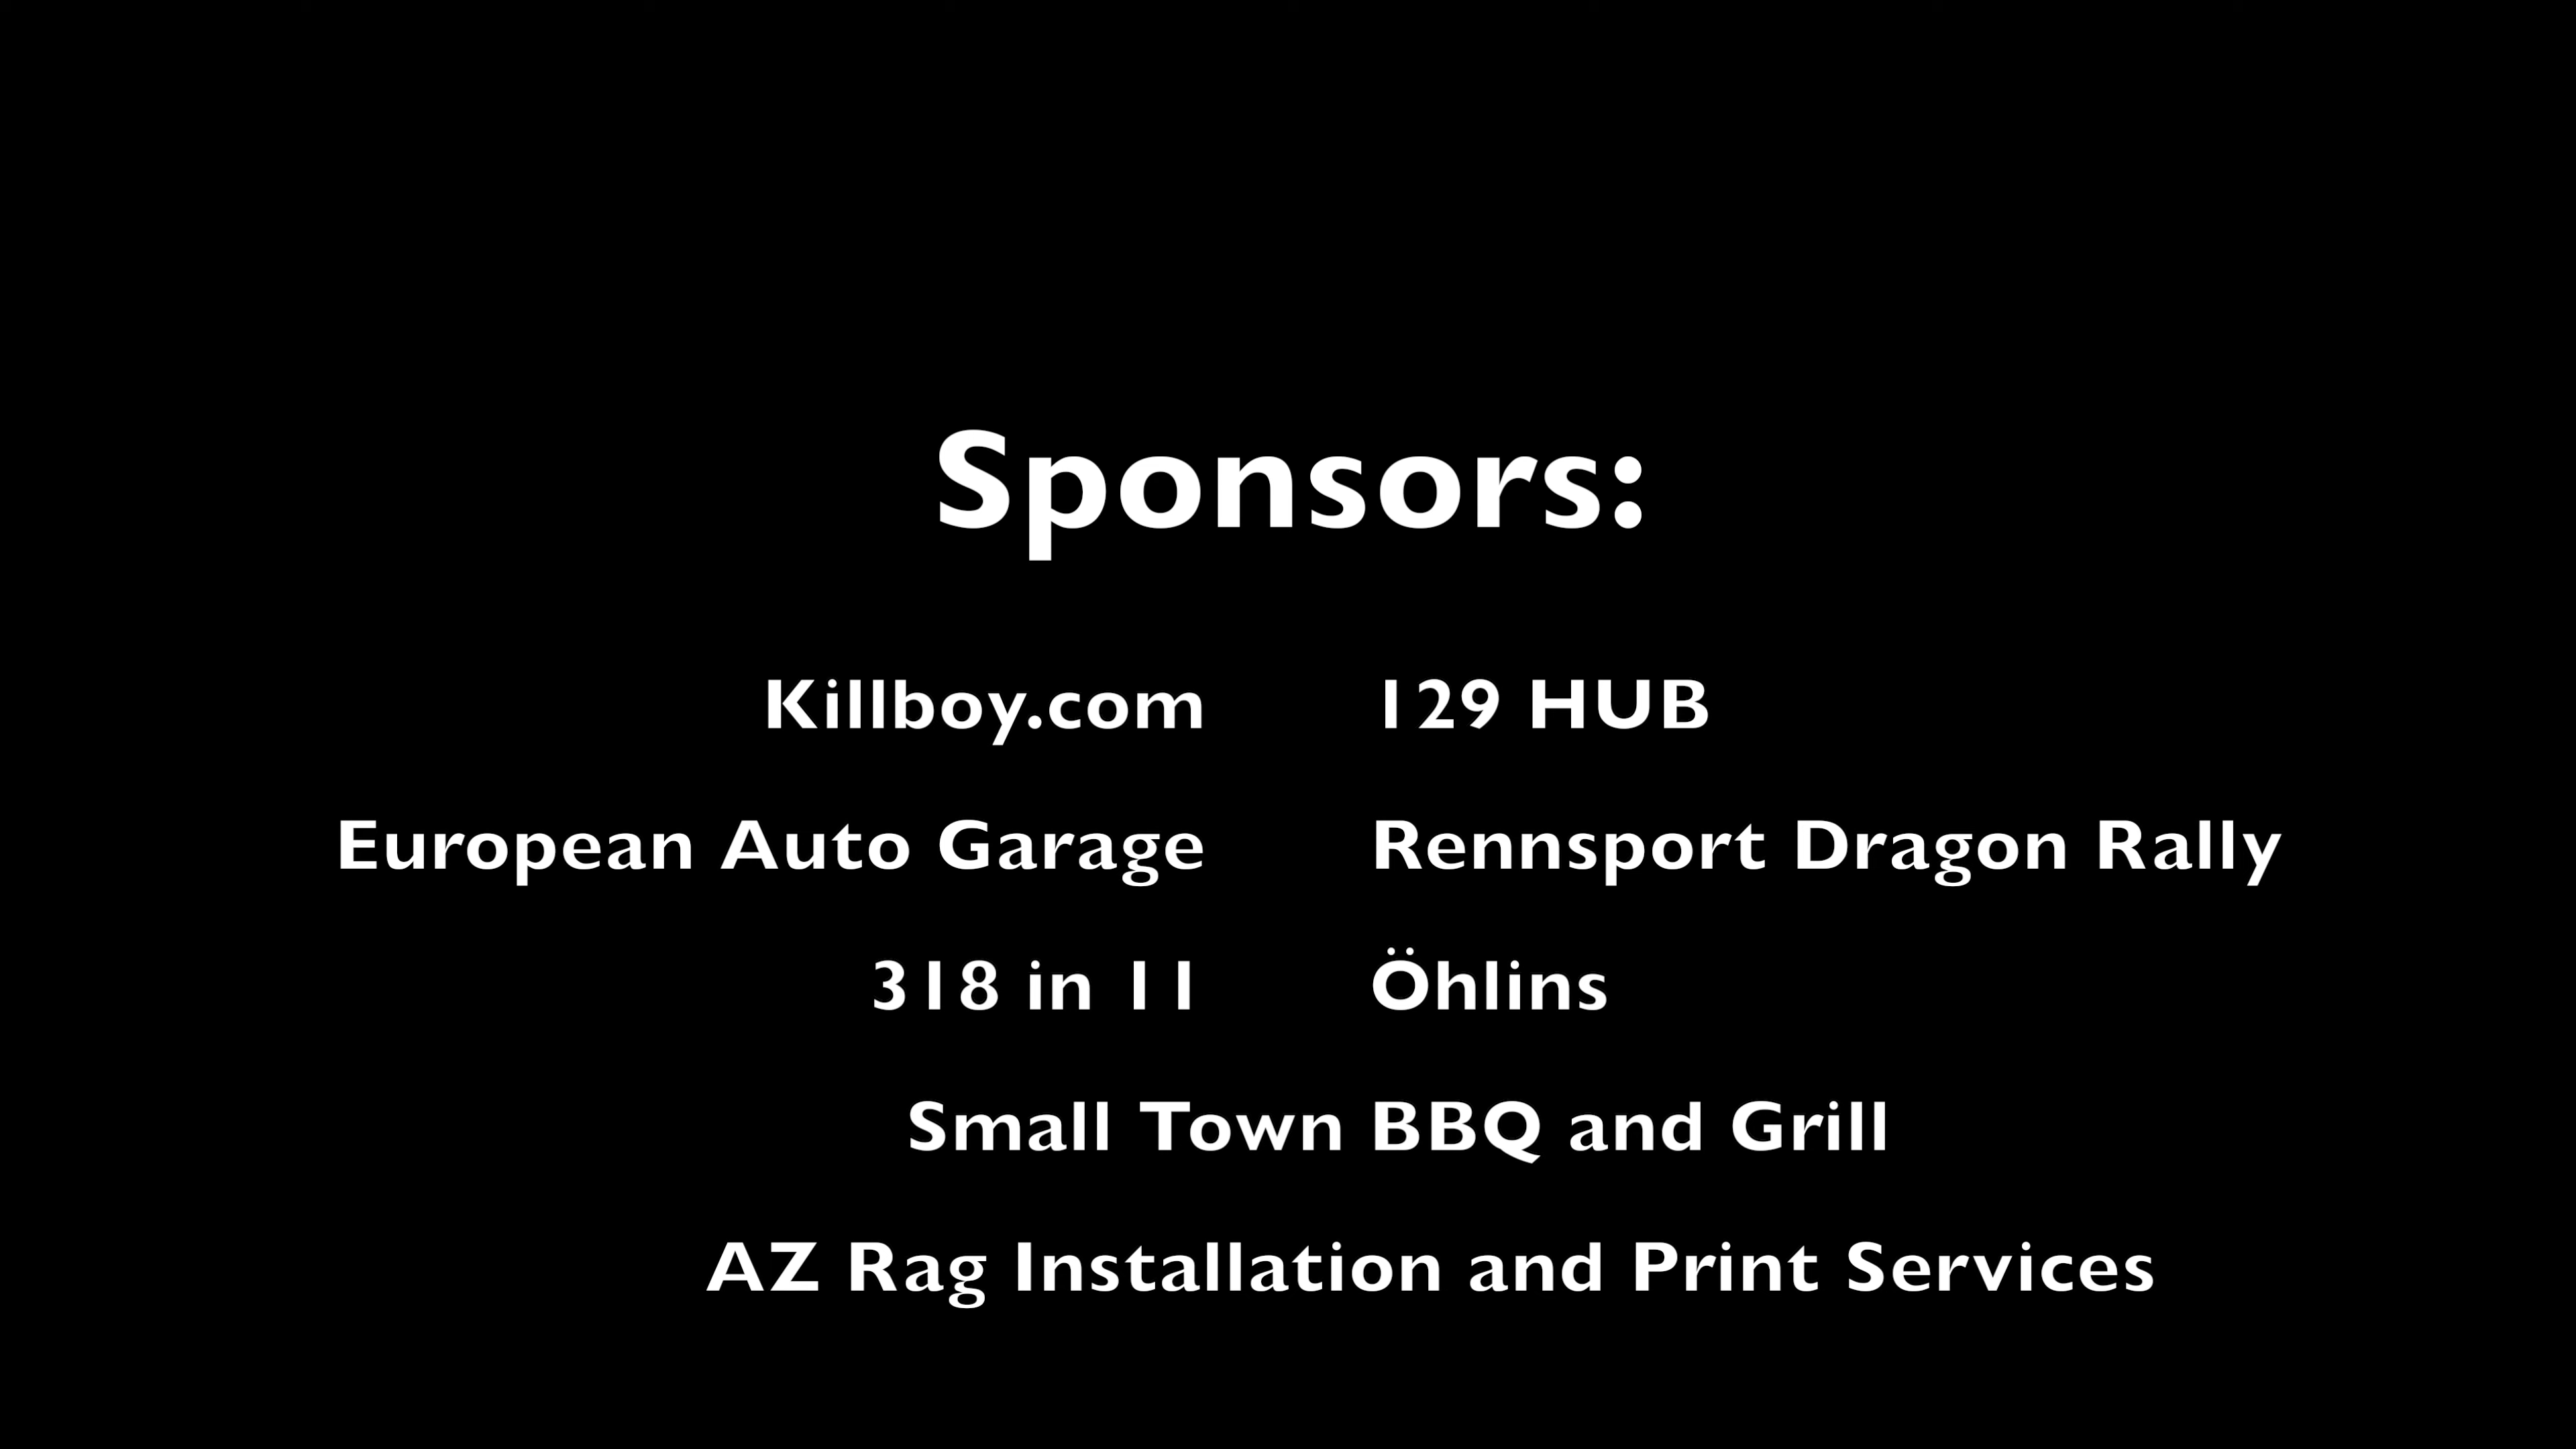 Sponsors:
Killboy.com 129 HUB
European Auto Garage Rennsport Dragon Rally
318 in 11 Öhlins
Small Town BBQ and Grill
AZ Rag Installation and Print Services